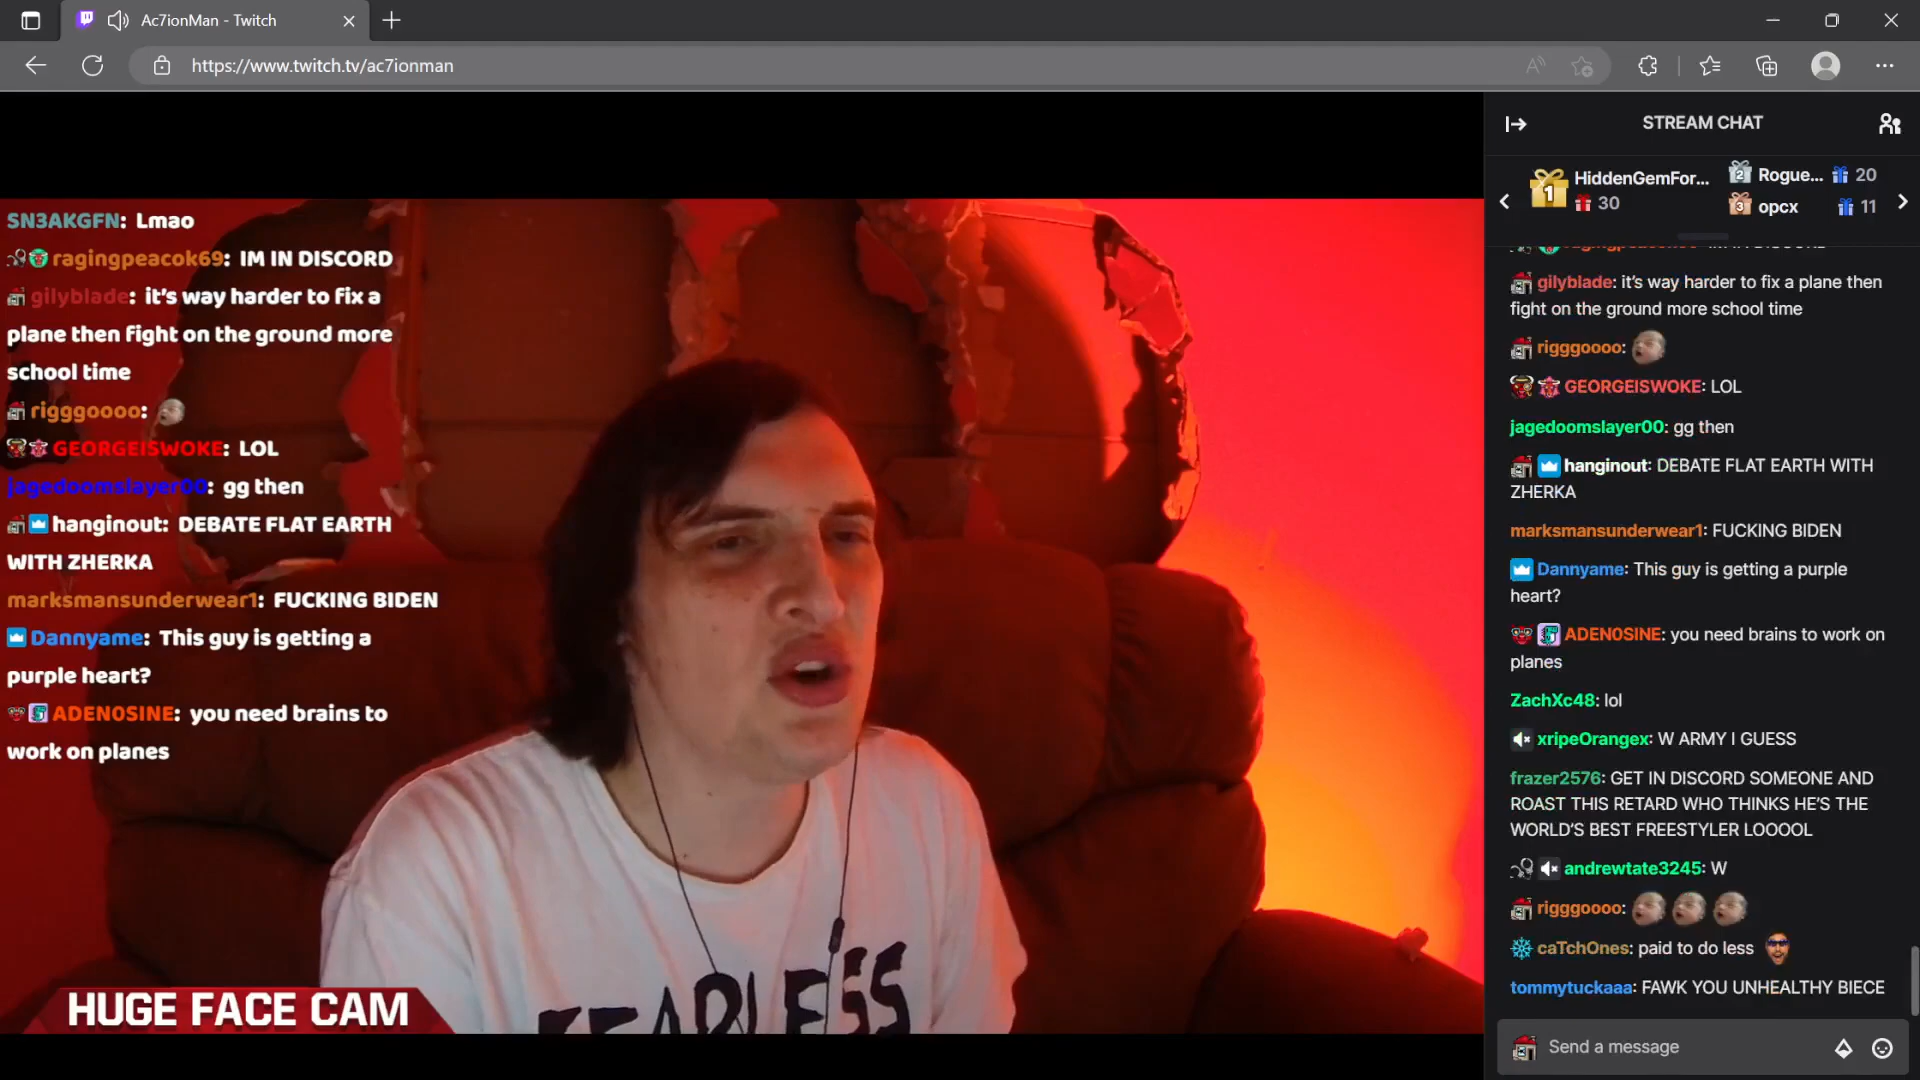 Ac7ionMan - Twitch
https://www.twitch.tv/ac7ionman
SN3AKGFN: Lmao
ragingpeacok69: IM IN DISCORD
gilyblade: it's way harder to fix a
plane then fight on the ground more
school time
rigggoooo:
GEORGEISWOKE: LOL
jagedoomslayer00: gg then
hanginout: DEBATE FLAT EARTH
WITH ZHERKA
marksmansunderwear1: FUCKING BIDEN
Dannyame: This guy is getting a
purple heart?
ADEN0SINE: you need brains to
work on planes
FEARLESS
HUGE FACE CAM
STREAM CHAT
1 HiddenGemFor...
30
2 Rogue... 20
3 opcx 11
gilyblade: it's way harder to fix a plane then
fight on the ground more school time
rigggoooo:
GEORGEISWOKE: LOL
jagedoomslayer00: gg then
hanginout: DEBATE FLAT EARTH WITH
ZHERKA
marksmansunderwear1: FUCKING BIDEN
Dannyame: This guy is getting a purple
heart?
ADEN0SINE: you need brains to work on
planes
ZachXc48: lol
xripeOrangex: W ARMY I GUESS
frazer2576: GET IN DISCORD SOMEONE AND
ROAST THIS RETARD WHO THINKS HE'S THE
WORLD'S BEST FREESTYLER LOOOOL
andrewtate3245: W
rigggoooo:
caTchOnes: paid to do less
tommytuckaaa: FAWK YOU UNHEALTHY BIECE
Send a message